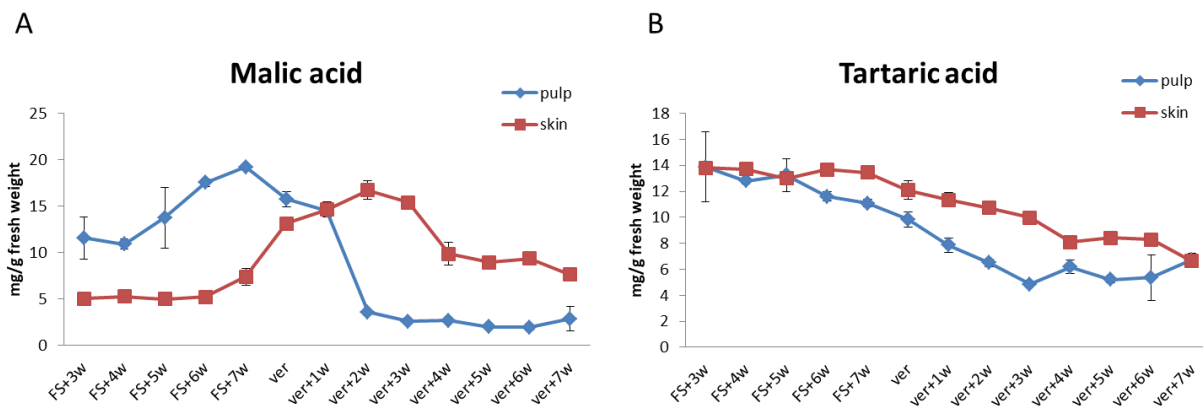 A
Malic acid
pulp
skin
25
20
15
10
5
0
mg/g fresh weight
FS+3w
FS+4w
FS+5w
FS+6w
FS+7w
ver
ver+1w
ver+2w
ver+3w
ver+4w
ver+5w
ver+6w
ver+7w
B
Tartaric acid
pulp
skin
18
16
14
12
10
8
6
4
2
0
mg/g fresh weight
FS+3w
FS+4w
FS+5w
FS+6w
FS+7w
ver
ver+1w
ver+2w
ver+3w
ver+4w
ver+5w
ver+6w
ver+7w